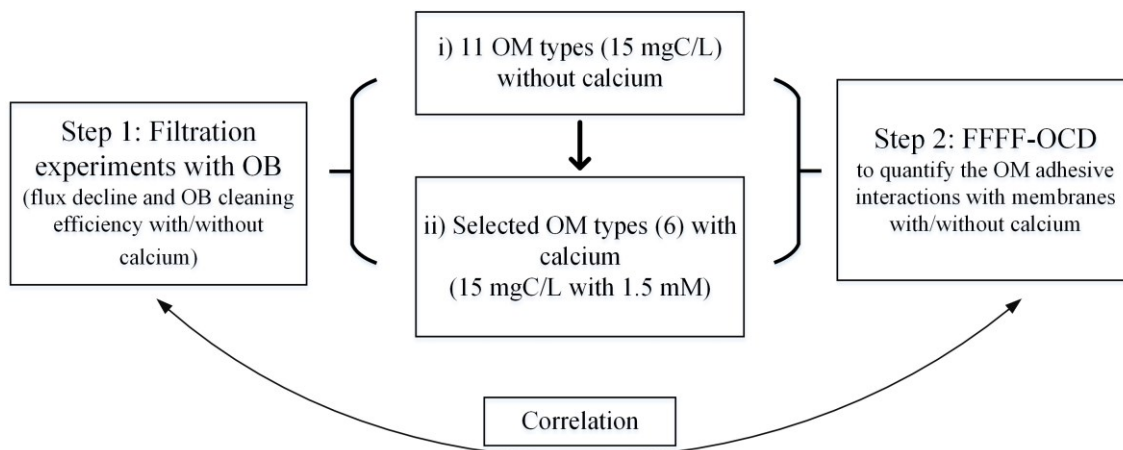 i) 11 OM types (15 mgC/L)
without calcium
Step 1: Filtration
experiments with OB
(flux decline and OB cleaning
efficiency with/without
calcium)
ii) Selected OM types (6) with
calcium
(15 mgC/L with 1.5 mM)
Step 2: FFFF-OCD
to quantify the OM adhesive
interactions with membranes
with/without calcium
Correlation